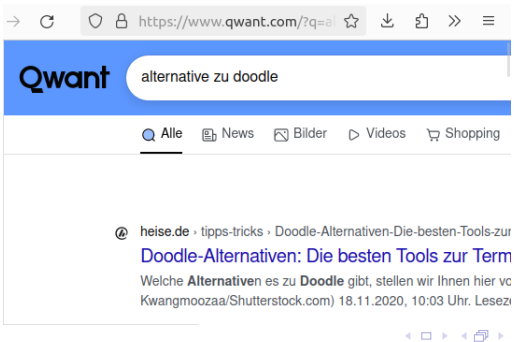 https://www.qwant.com/?q=al
Qwant
alternative zu doodle
Alle News Bilder Videos Shopping
heise.de › tipps-tricks › Doodle-Alternativen-Die-besten-Tools-zur
Doodle-Alternativen: Die besten Tools zur Term
Welche Alternativen es zu Doodle gibt, stellen wir Ihnen hier vo
Kwangmoozaa/Shutterstock.com) 18.11.2020, 10:03 Uhr. Leseze